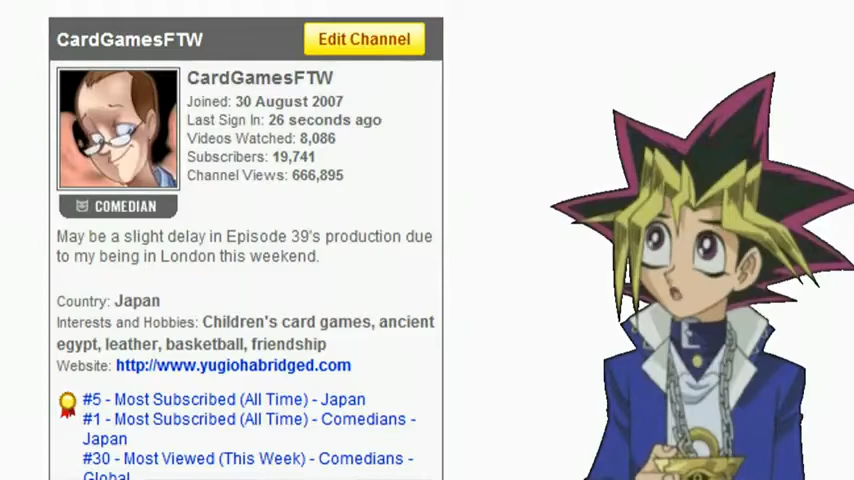 CardGamesFTW
Edit Channel
CardGamesFTW
Joined: 30 August 2007
Last Sign In: 26 seconds ago
Videos Watched: 8,086
Subscribers: 19,741
Channel Views: 666,895
COMEDIAN
May be a slight delay in Episode 39's production due
to my being in London this weekend.
Country: Japan
Interests and Hobbies: Children's card games, ancient
egypt, leather, basketball, friendship
Website: http://www.yugiohabridged.com
#5 - Most Subscribed (All Time) - Japan
#1 - Most Subscribed (All Time) - Comedians -
Japan
#30 - Most Viewed (This Week) - Comedians -
Global